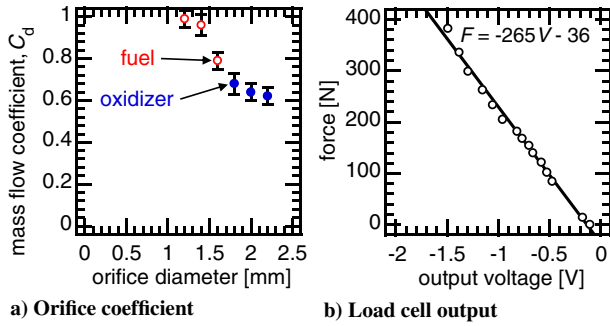 mass flow coefficient, C_d
1
0.8
0.6
0.4
0.2
0
fuel
oxidizer
0 0.5 1 1.5 2 2.5
orifice diameter [mm]
a) Orifice coefficient
force [N]
400
300
200
100
0
F = -265V - 36
-2 -1.5 -1 -0.5 0
output voltage [V]
b) Load cell output